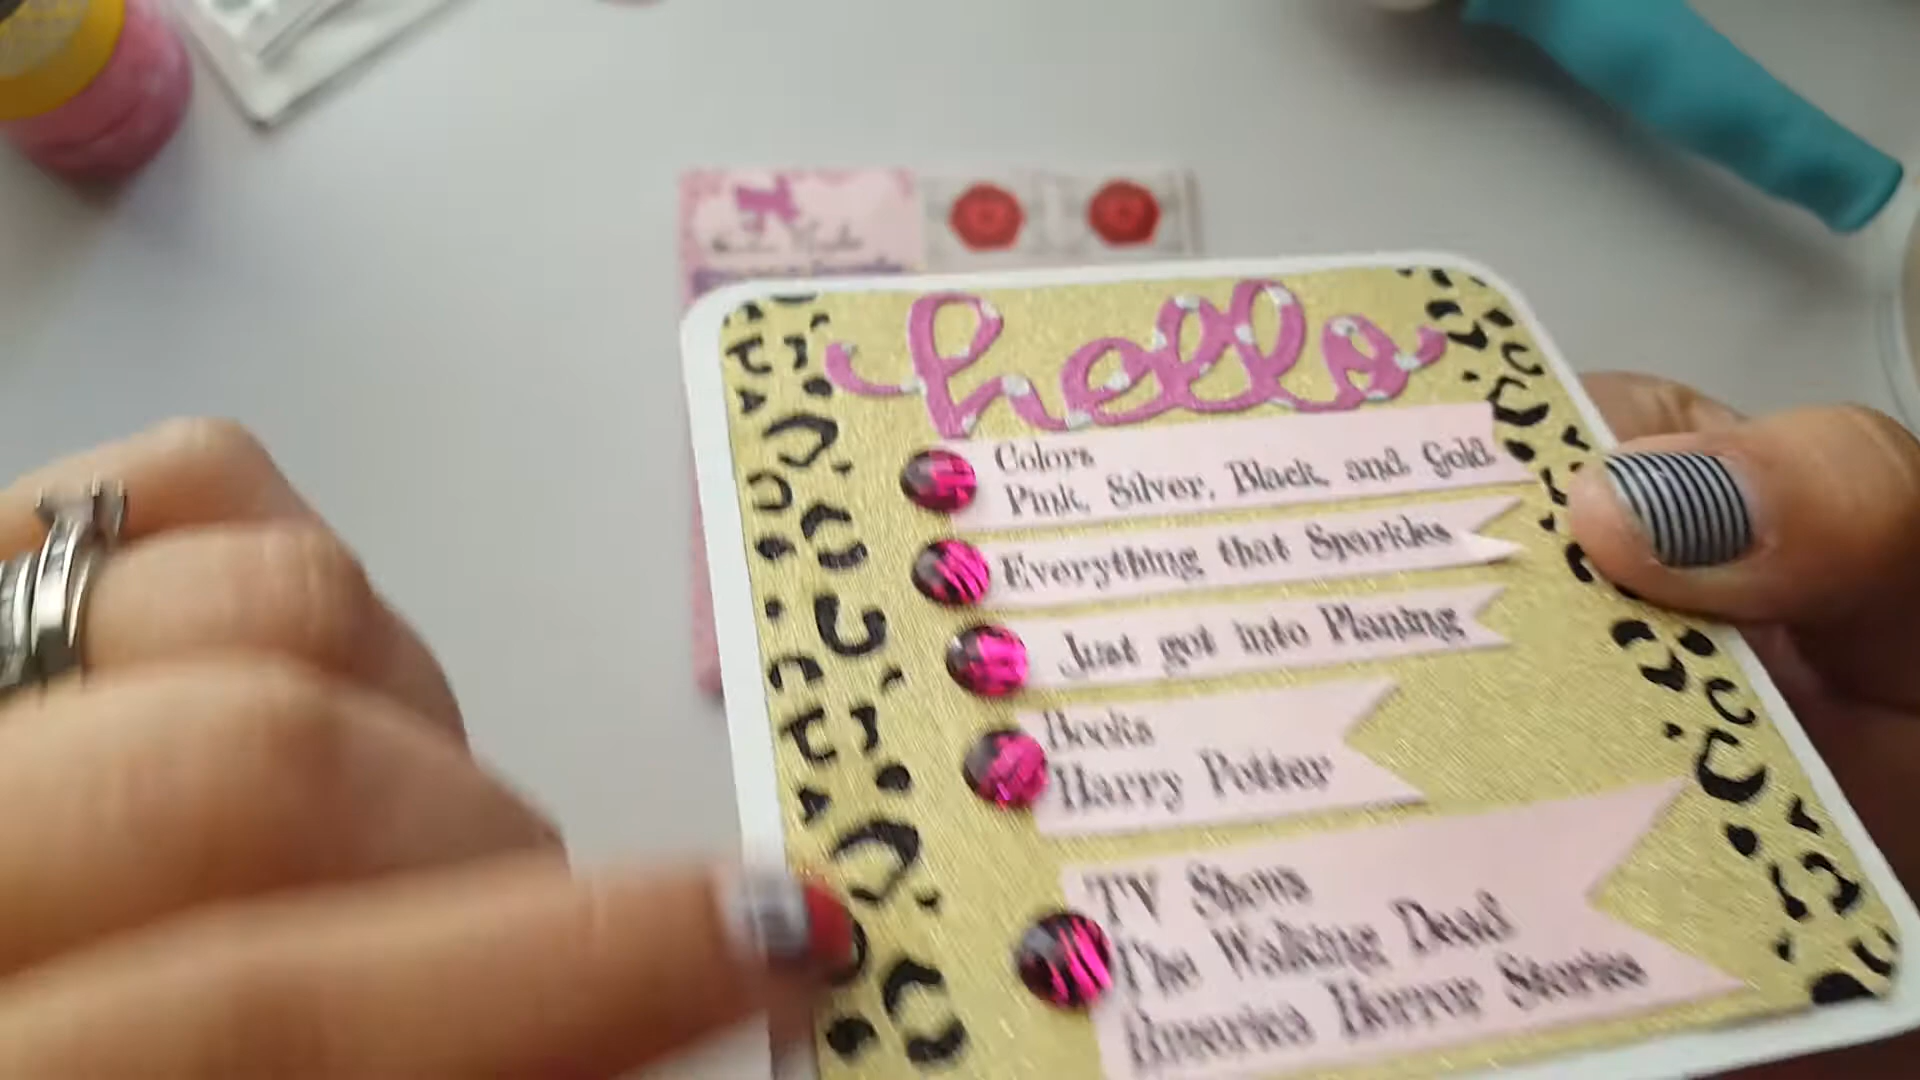 hello
Colors
Pink, Silver, Black, and Gold
Everything that Sparkles
Just got into Planing
Books
Harry Potter
TV Shows
The Walking Dead
America Horror Stories